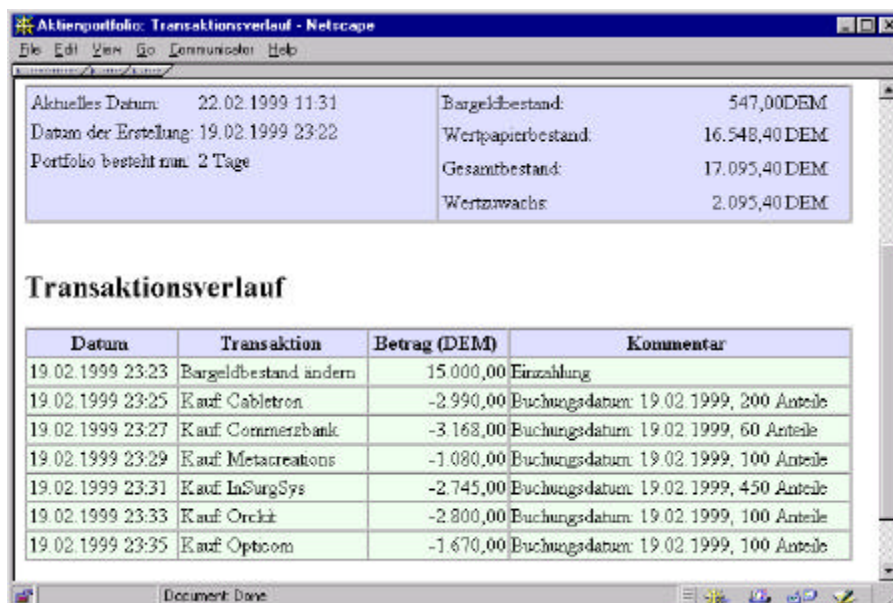 Aktienportfolio: Transaktionsverlauf - Netscape
File Edit View Go Communicator Help
Aktuelles Datum: 22.02.1999 11:31 Bargeldbestand: 547,00DEM
Datum der Erstellung: 19.02.1999 23:22 Wertpapierbestand: 16.548,40DEM
Portfolio besteht nun: 2 Tage Gesamtbestand: 17.095,40DEM
Wertzuwachs: 2.095,40DEM
Transaktionsverlauf
Datum Transaktion Betrag (DEM) Kommentar
19.02.1999 23:23 Bargeldbestand ändern 15.000,00 Einzahlung
19.02.1999 23:25 Kauf: Cabletron -2.990,00 Buchungsdatum: 19.02.1999, 200 Anteile
19.02.1999 23:27 Kauf: Commerzbank -3.168,00 Buchungsdatum: 19.02.1999, 60 Anteile
19.02.1999 23:29 Kauf: Metacreations -1.080,00 Buchungsdatum: 19.02.1999, 100 Anteile
19.02.1999 23:31 Kauf: InSurgSys -2.745,00 Buchungsdatum: 19.02.1999, 450 Anteile
19.02.1999 23:33 Kauf: Orckit -2.800,00 Buchungsdatum: 19.02.1999, 100 Anteile
19.02.1999 23:35 Kauf: Opticom -1.670,00 Buchungsdatum: 19.02.1999, 100 Anteile
Document: Done